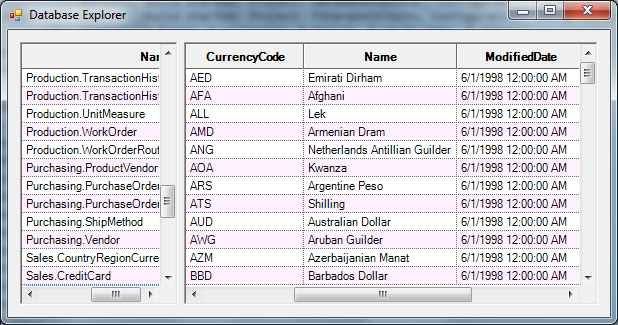 Database Explorer
Nar
Production.TransactionHist
Production.TransactionHist
Production.UnitMeasure
Production.WorkOrder
Production.WorkOrderRout
Purchasing.ProductVendor
Purchasing.PurchaseOrder
Purchasing.PurchaseOrder
Purchasing.ShipMethod
Purchasing.Vendor
Sales.CountryRegionCurre
Sales.CreditCard
CurrencyCode Name ModifiedDate
AED Emirati Dirham 6/1/1998 12:00:00 AM
AFA Afghani 6/1/1998 12:00:00 AM
ALL Lek 6/1/1998 12:00:00 AM
AMD Armenian Dram 6/1/1998 12:00:00 AM
ANG Netherlands Antillian Guilder 6/1/1998 12:00:00 AM
AOA Kwanza 6/1/1998 12:00:00 AM
ARS Argentine Peso 6/1/1998 12:00:00 AM
ATS Shilling 6/1/1998 12:00:00 AM
AUD Australian Dollar 6/1/1998 12:00:00 AM
AWG Aruban Guilder 6/1/1998 12:00:00 AM
AZM Azerbaijanian Manat 6/1/1998 12:00:00 AM
BBD Barbados Dollar 6/1/1998 12:00:00 AM